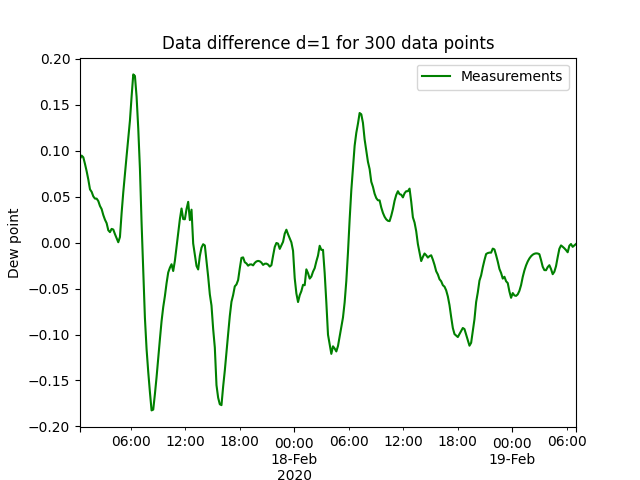 Data difference d=1 for 300 data points
Measurements
Dew point
0.20
0.15
0.10
0.05
0.00
−0.05
−0.10
−0.15
−0.20
06:00 12:00 18:00 00:00 06:00 12:00 18:00 00:00 06:00
18-Feb 19-Feb
2020